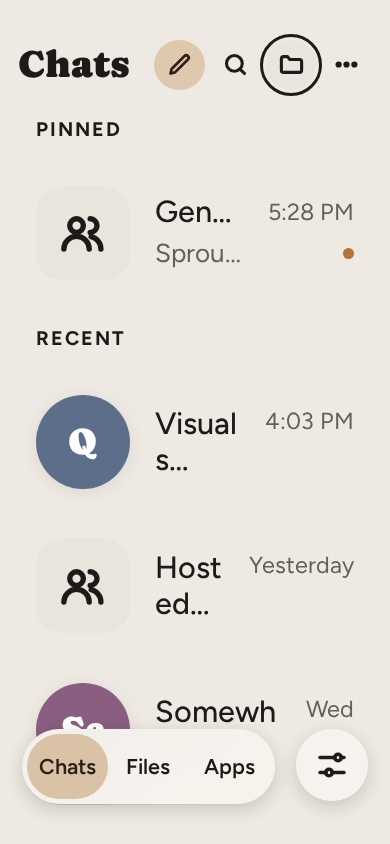 Chats
PINNED
Gen... 5:28 PM
Sprou...
RECENT
Q
Visual s... 4:03 PM
Host ed... Yesterday
Somewh Wed
Chats Files Apps